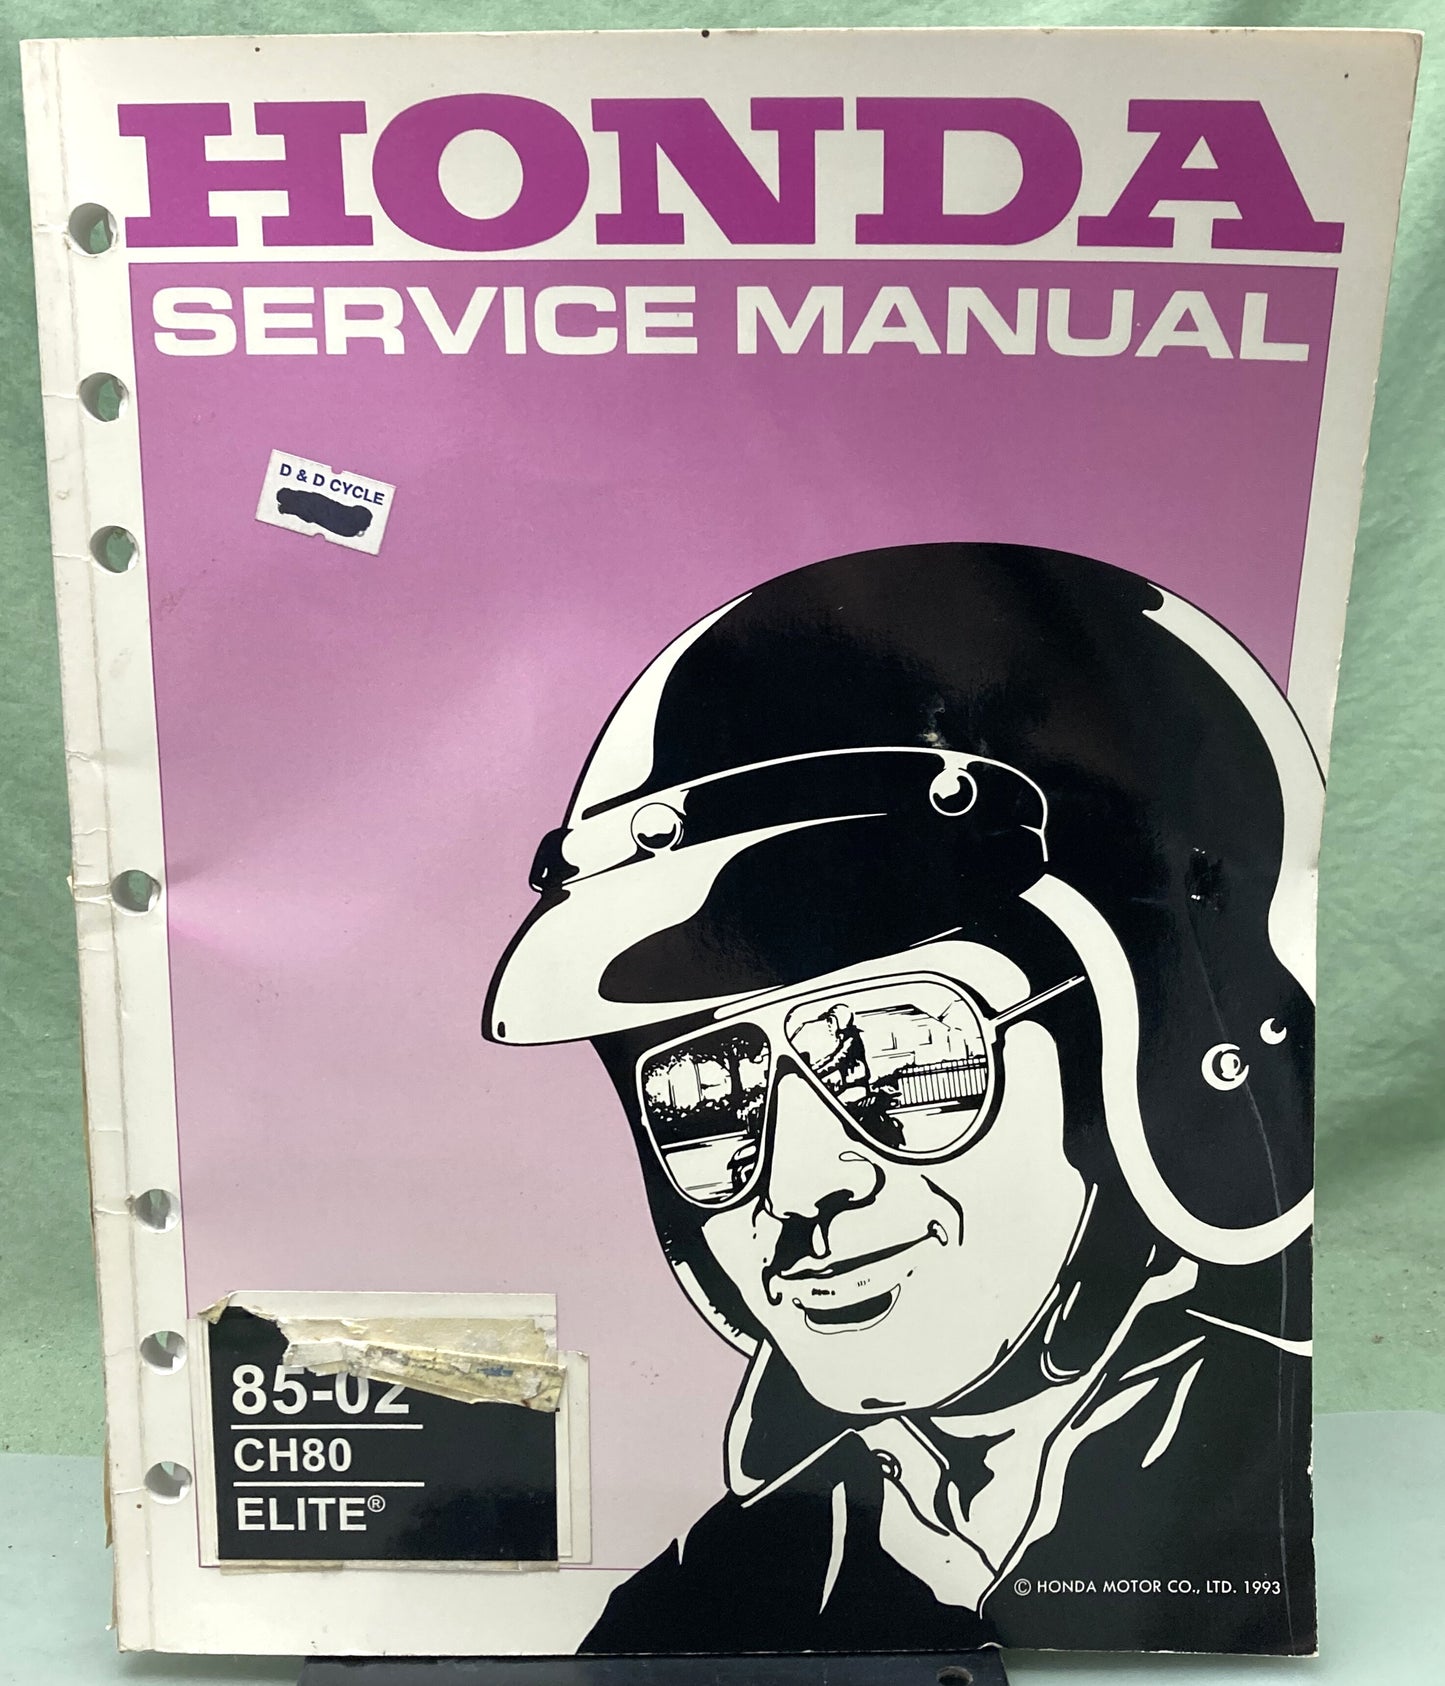 HONDA
SERVICE MANUAL
D & D CYCLE
85-02
CH80
ELITE®
© HONDA MOTOR CO., LTD. 1993